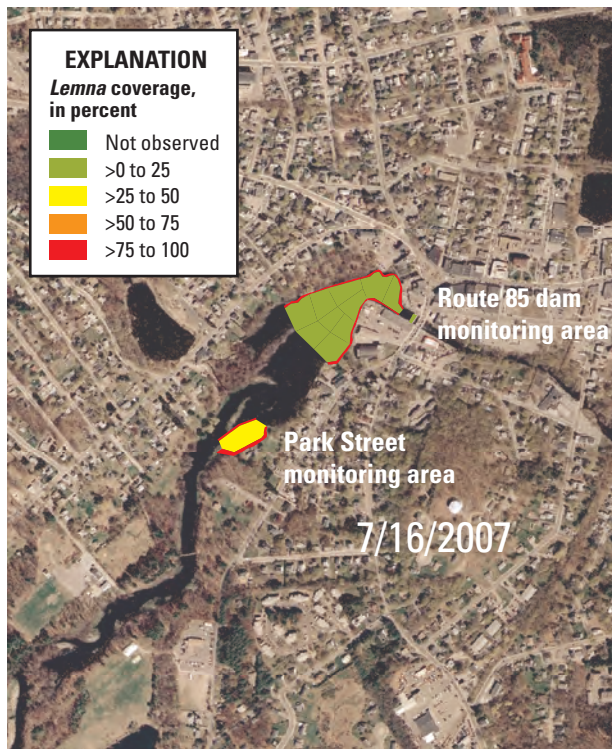 EXPLANATION
Lemna coverage,
in percent
Not observed
>0 to 25
>25 to 50
>50 to 75
>75 to 100
Route 85 dam
monitoring area
Park Street
monitoring area
7/16/2007